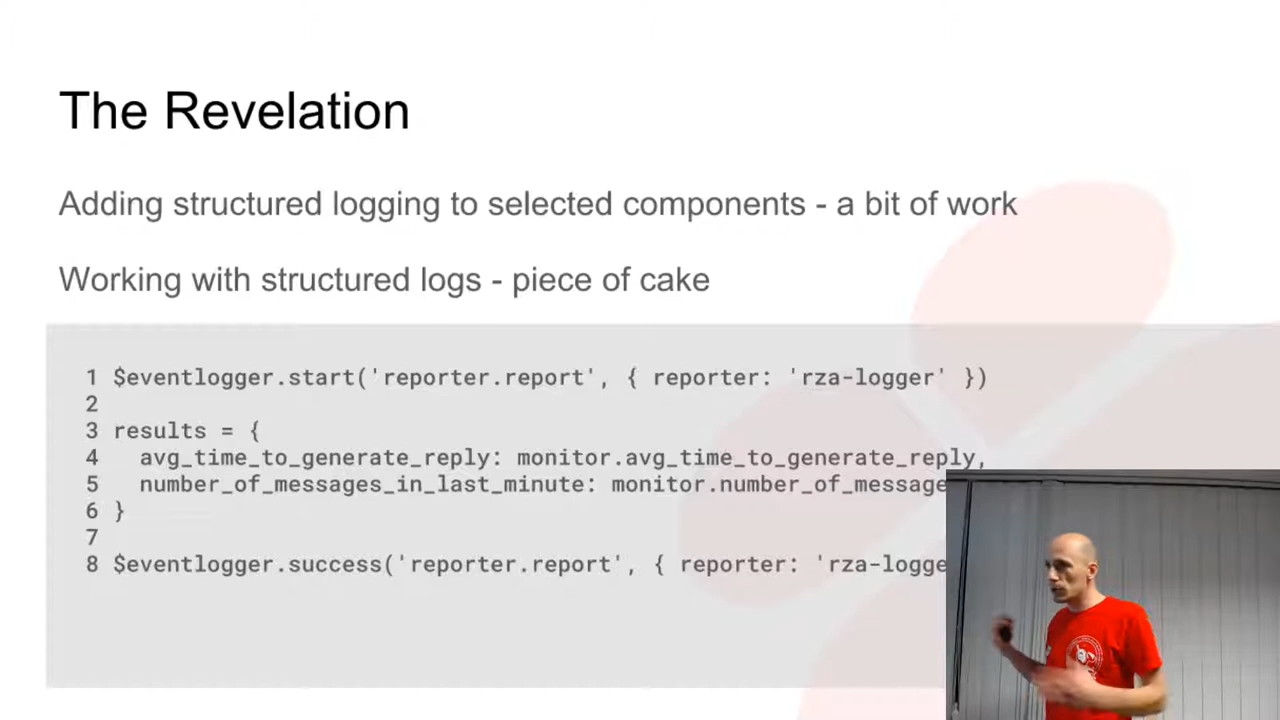 The Revelation
Adding structured logging to selected components - a bit of work
Working with structured logs - piece of cake
1 $eventlogger.start('reporter.report', { reporter: 'rza-logger' })
2
3 results = {
4   avg_time_to_generate_reply: monitor.avg_time_to_generate_reply,
5   number_of_messages_in_last_minute: monitor.number_of_message
6 }
7
8 $eventlogger.success('reporter.report', { reporter: 'rza-logge